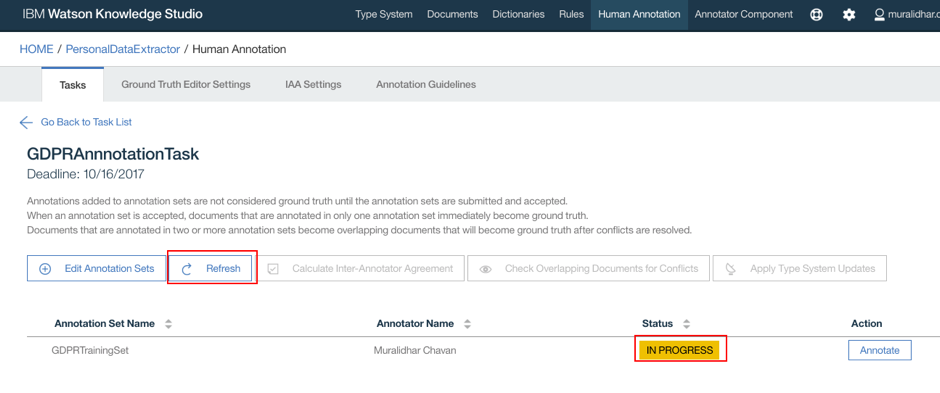 IBM Watson Knowledge Studio Type System Documents Dictionaries Rules Human Annotation Annotator Component muralidhar.c
HOME / PersonalDataExtractor / Human Annotation
Tasks Ground Truth Editor Settings IAA Settings Annotation Guidelines
Go Back to Task List
GDPRAnnnotationTask
Deadline: 10/16/2017
Annotations added to annotation sets are not considered ground truth until the annotation sets are submitted and accepted.
When an annotation set is accepted, documents that are annotated in only one annotation set immediately become ground truth.
Documents that are annotated in two or more annotation sets become overlapping documents that will become ground truth after conflicts are resolved.
Edit Annotation Sets Refresh Calculate Inter-Annotator Agreement Check Overlapping Documents for Conflicts Apply Type System Updates
Annotation Set Name Annotator Name Status Action
GDPRTrainingSet Muralidhar Chavan IN PROGRESS Annotate